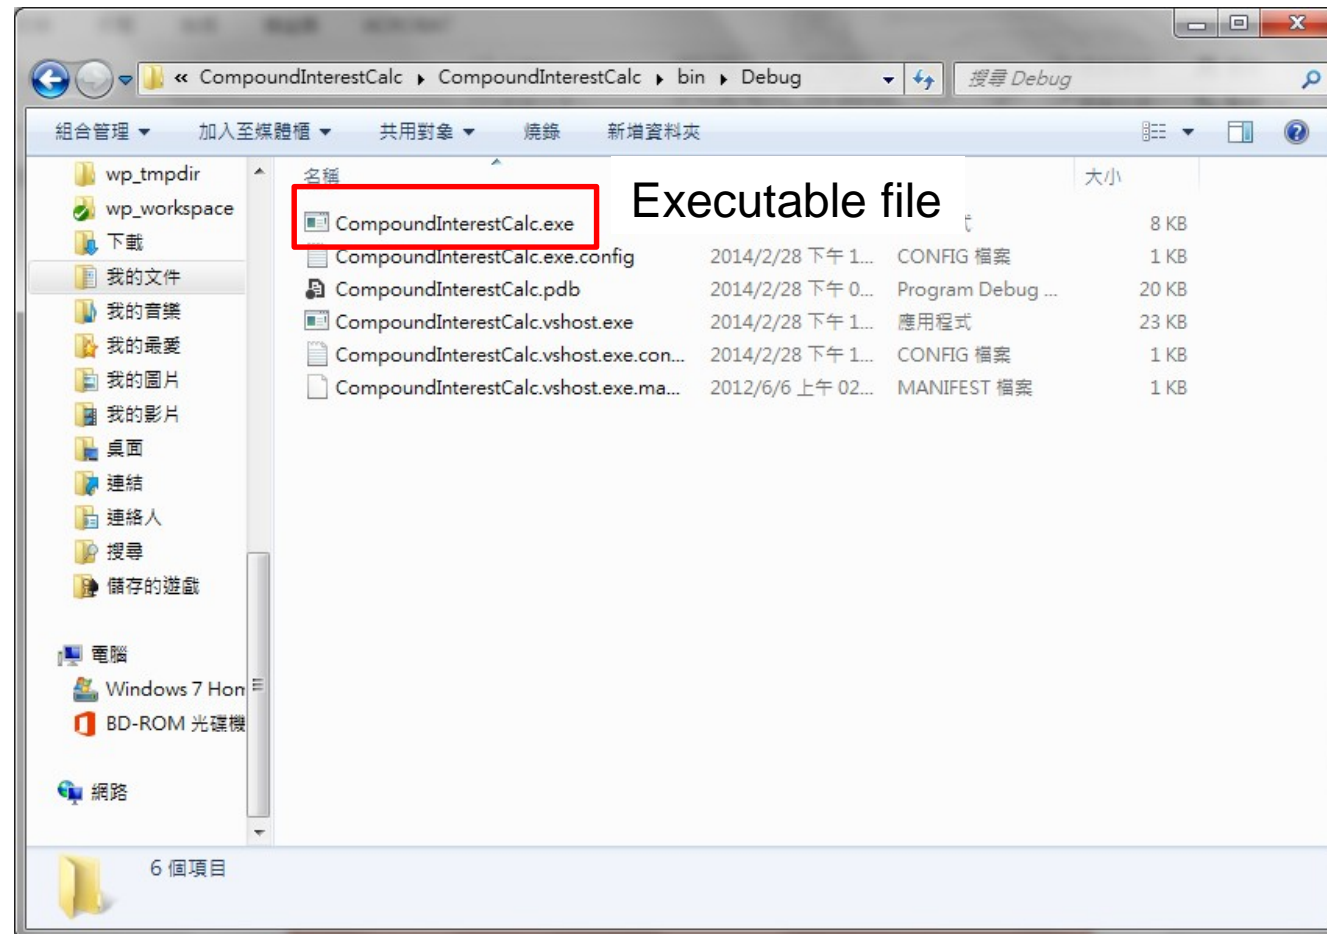 « CompoundInterestCalc ▸ CompoundInterestCalc ▸ bin ▸ Debug 搜尋 Debug
組合管理 加入至媒體櫃 共用對象 燒錄 新增資料夾
名稱 大小
Executable file
CompoundInterestCalc.exe 8 KB
CompoundInterestCalc.exe.config 2014/2/28 下午 1... CONFIG 檔案 1 KB
CompoundInterestCalc.pdb 2014/2/28 下午 0... Program Debug ... 20 KB
CompoundInterestCalc.vshost.exe 2014/2/28 下午 1... 應用程式 23 KB
CompoundInterestCalc.vshost.exe.con... 2014/2/28 下午 1... CONFIG 檔案 1 KB
CompoundInterestCalc.vshost.exe.ma... 2012/6/6 上午 02... MANIFEST 檔案 1 KB
wp_tmpdir
wp_workspace
下載
我的文件
我的音樂
我的最愛
我的圖片
我的影片
桌面
連結
連絡人
搜尋
儲存的遊戲
電腦
Windows 7 Hom
BD-ROM 光碟機
網路
6 個項目